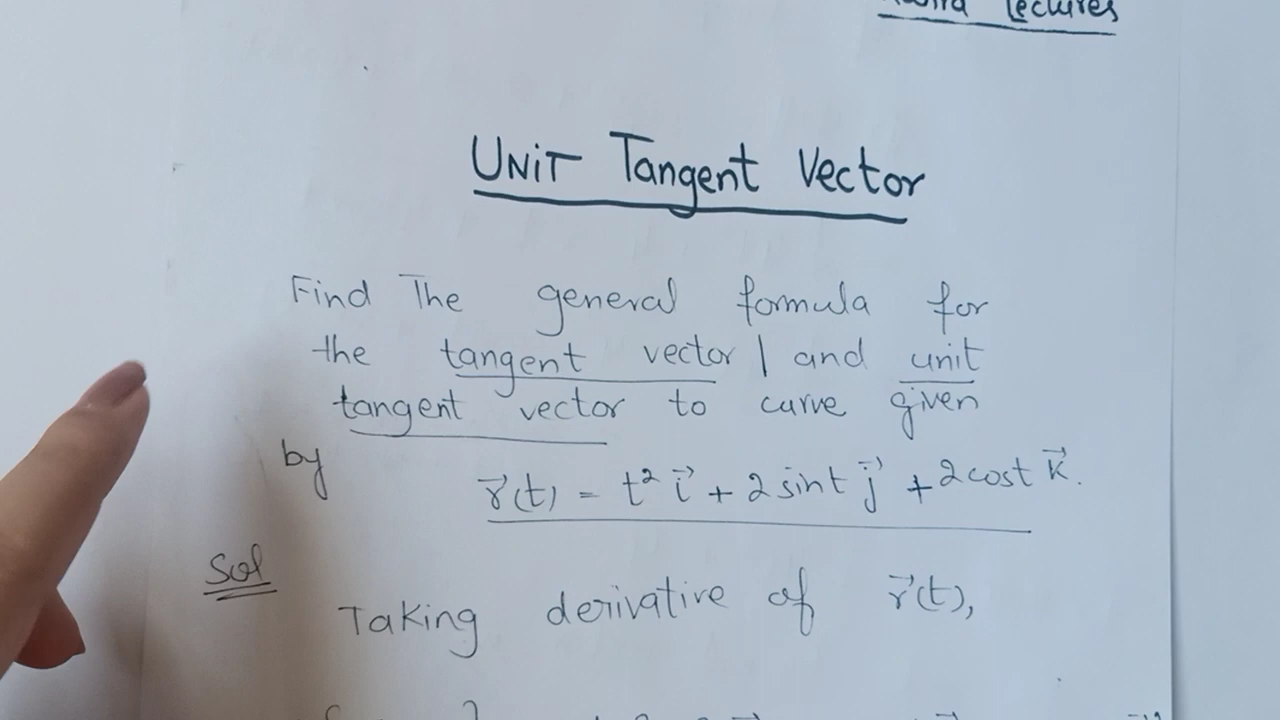 Lectures
UNIT Tangent Vector
Find The general formula for
the tangent vector | and unit
tangent vector to curve given
by
r⃗(t) = t² i⃗ + 2 sint j⃗ + 2 cost k⃗.
Sol
Taking derivative of r⃗(t),